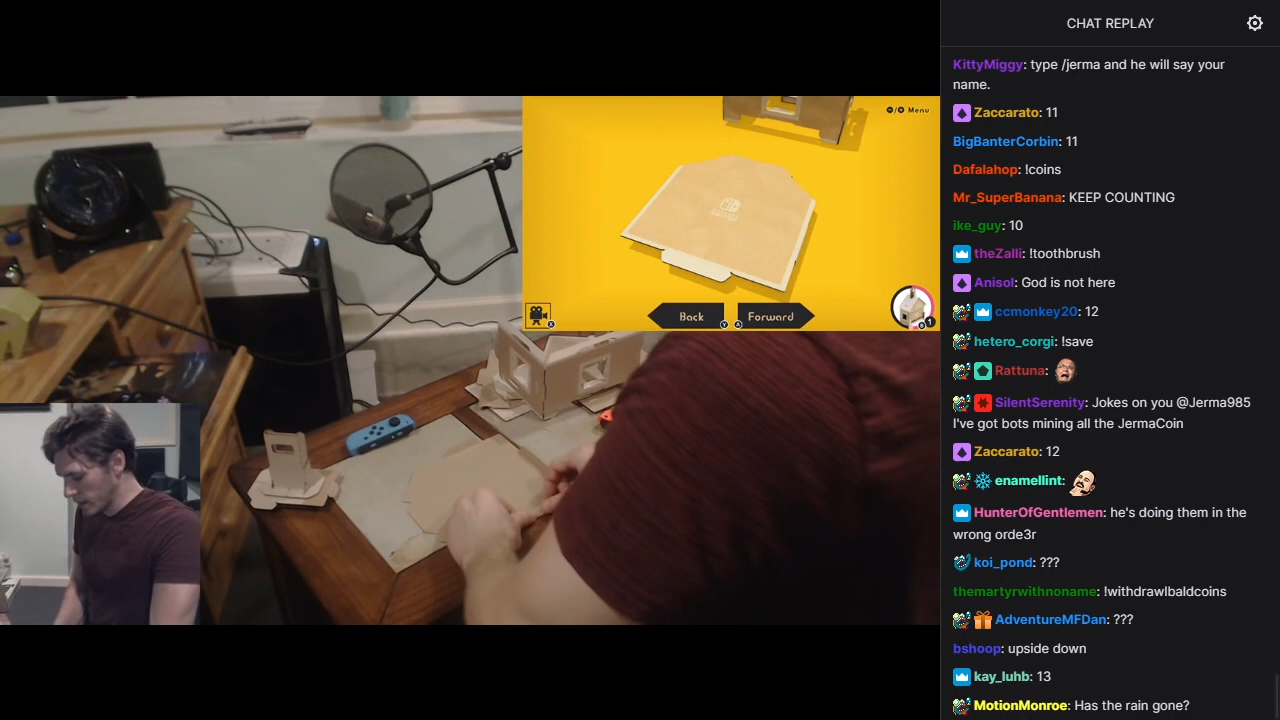 CHAT REPLAY
Menu
Back
Forward
KittyMiggy: type /jerma and he will say your
name.
Zaccarato: 11
BigBanterCorbin: 11
Dafalahop: !coins
Mr_SuperBanana: KEEP COUNTING
ike_guy: 10
theZalli: !toothbrush
Anisol: God is not here
ccmonkey20: 12
hetero_corgi: !save
Rattuna:
SilentSerenity: Jokes on you @Jerma985
I've got bots mining all the JermaCoin
Zaccarato: 12
enamellint:
HunterOfGentlemen: he's doing them in the
wrong orde3r
koi_pond: ???
themartyrwithnoname: !withdrawlbaldcoins
AdventureMFDan: ???
bshoop: upside down
kay_luhb: 13
MotionMonroe: Has the rain gone?